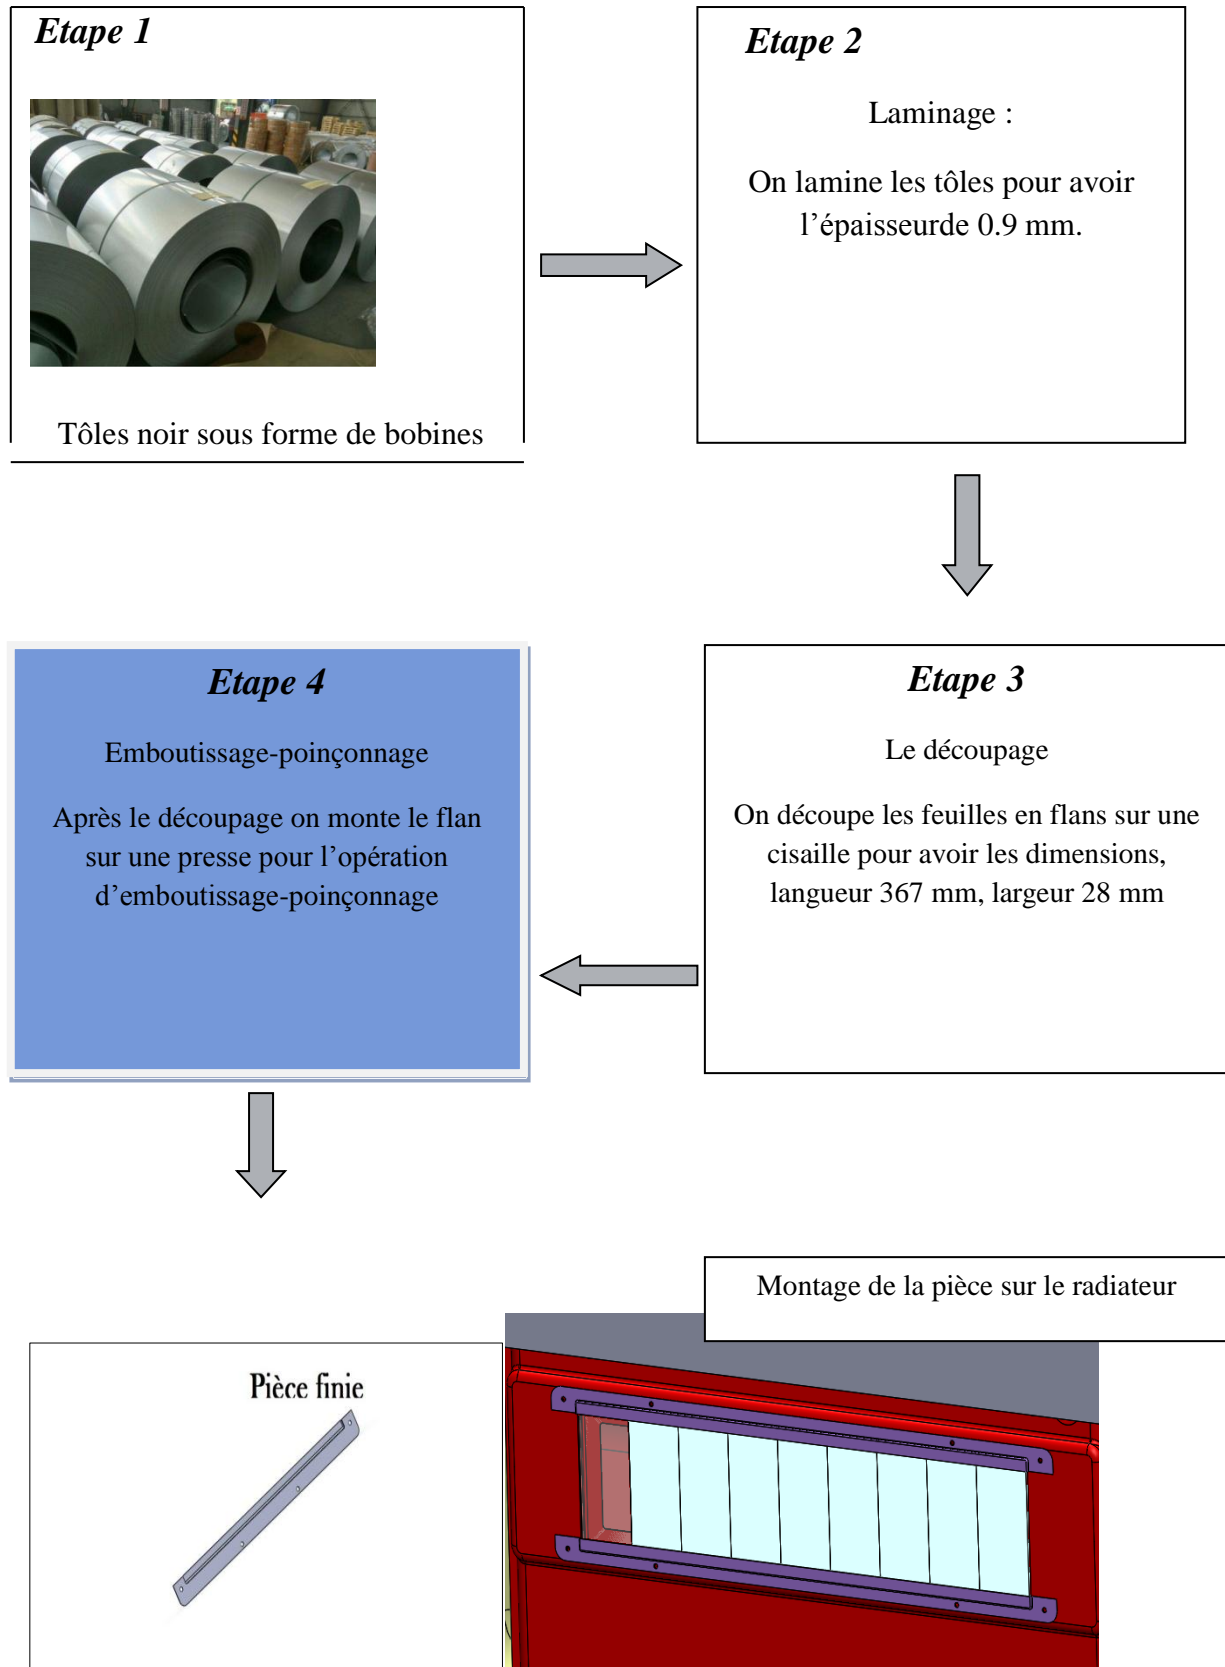 Etape 1
Tôles noir sous forme de bobines
Etape 2
Laminage :
On lamine les tôles pour avoir
l’épaisseurde 0.9 mm.
Etape 3
Le découpage
On découpe les feuilles en flans sur une
cisaille pour avoir les dimensions,
langueur 367 mm, largeur 28 mm
Etape 4
Emboutissage-poinçonnage
Après le découpage on monte le flan
sur une presse pour l’opération
d’emboutissage-poinçonnage
Pièce finie
Montage de la pièce sur le radiateur